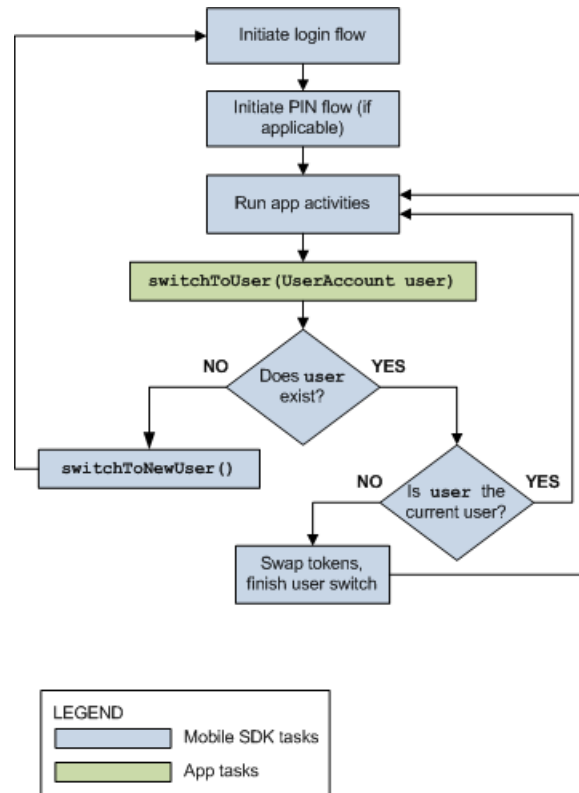 Initiate login flow
Initiate PIN flow (if
applicable)
Run app activities
switchToUser(UserAccount user)
Does user
exist?
NO
YES
switchToNewUser()
Is user the
current user?
NO
YES
Swap tokens,
finish user switch
LEGEND
Mobile SDK tasks
App tasks